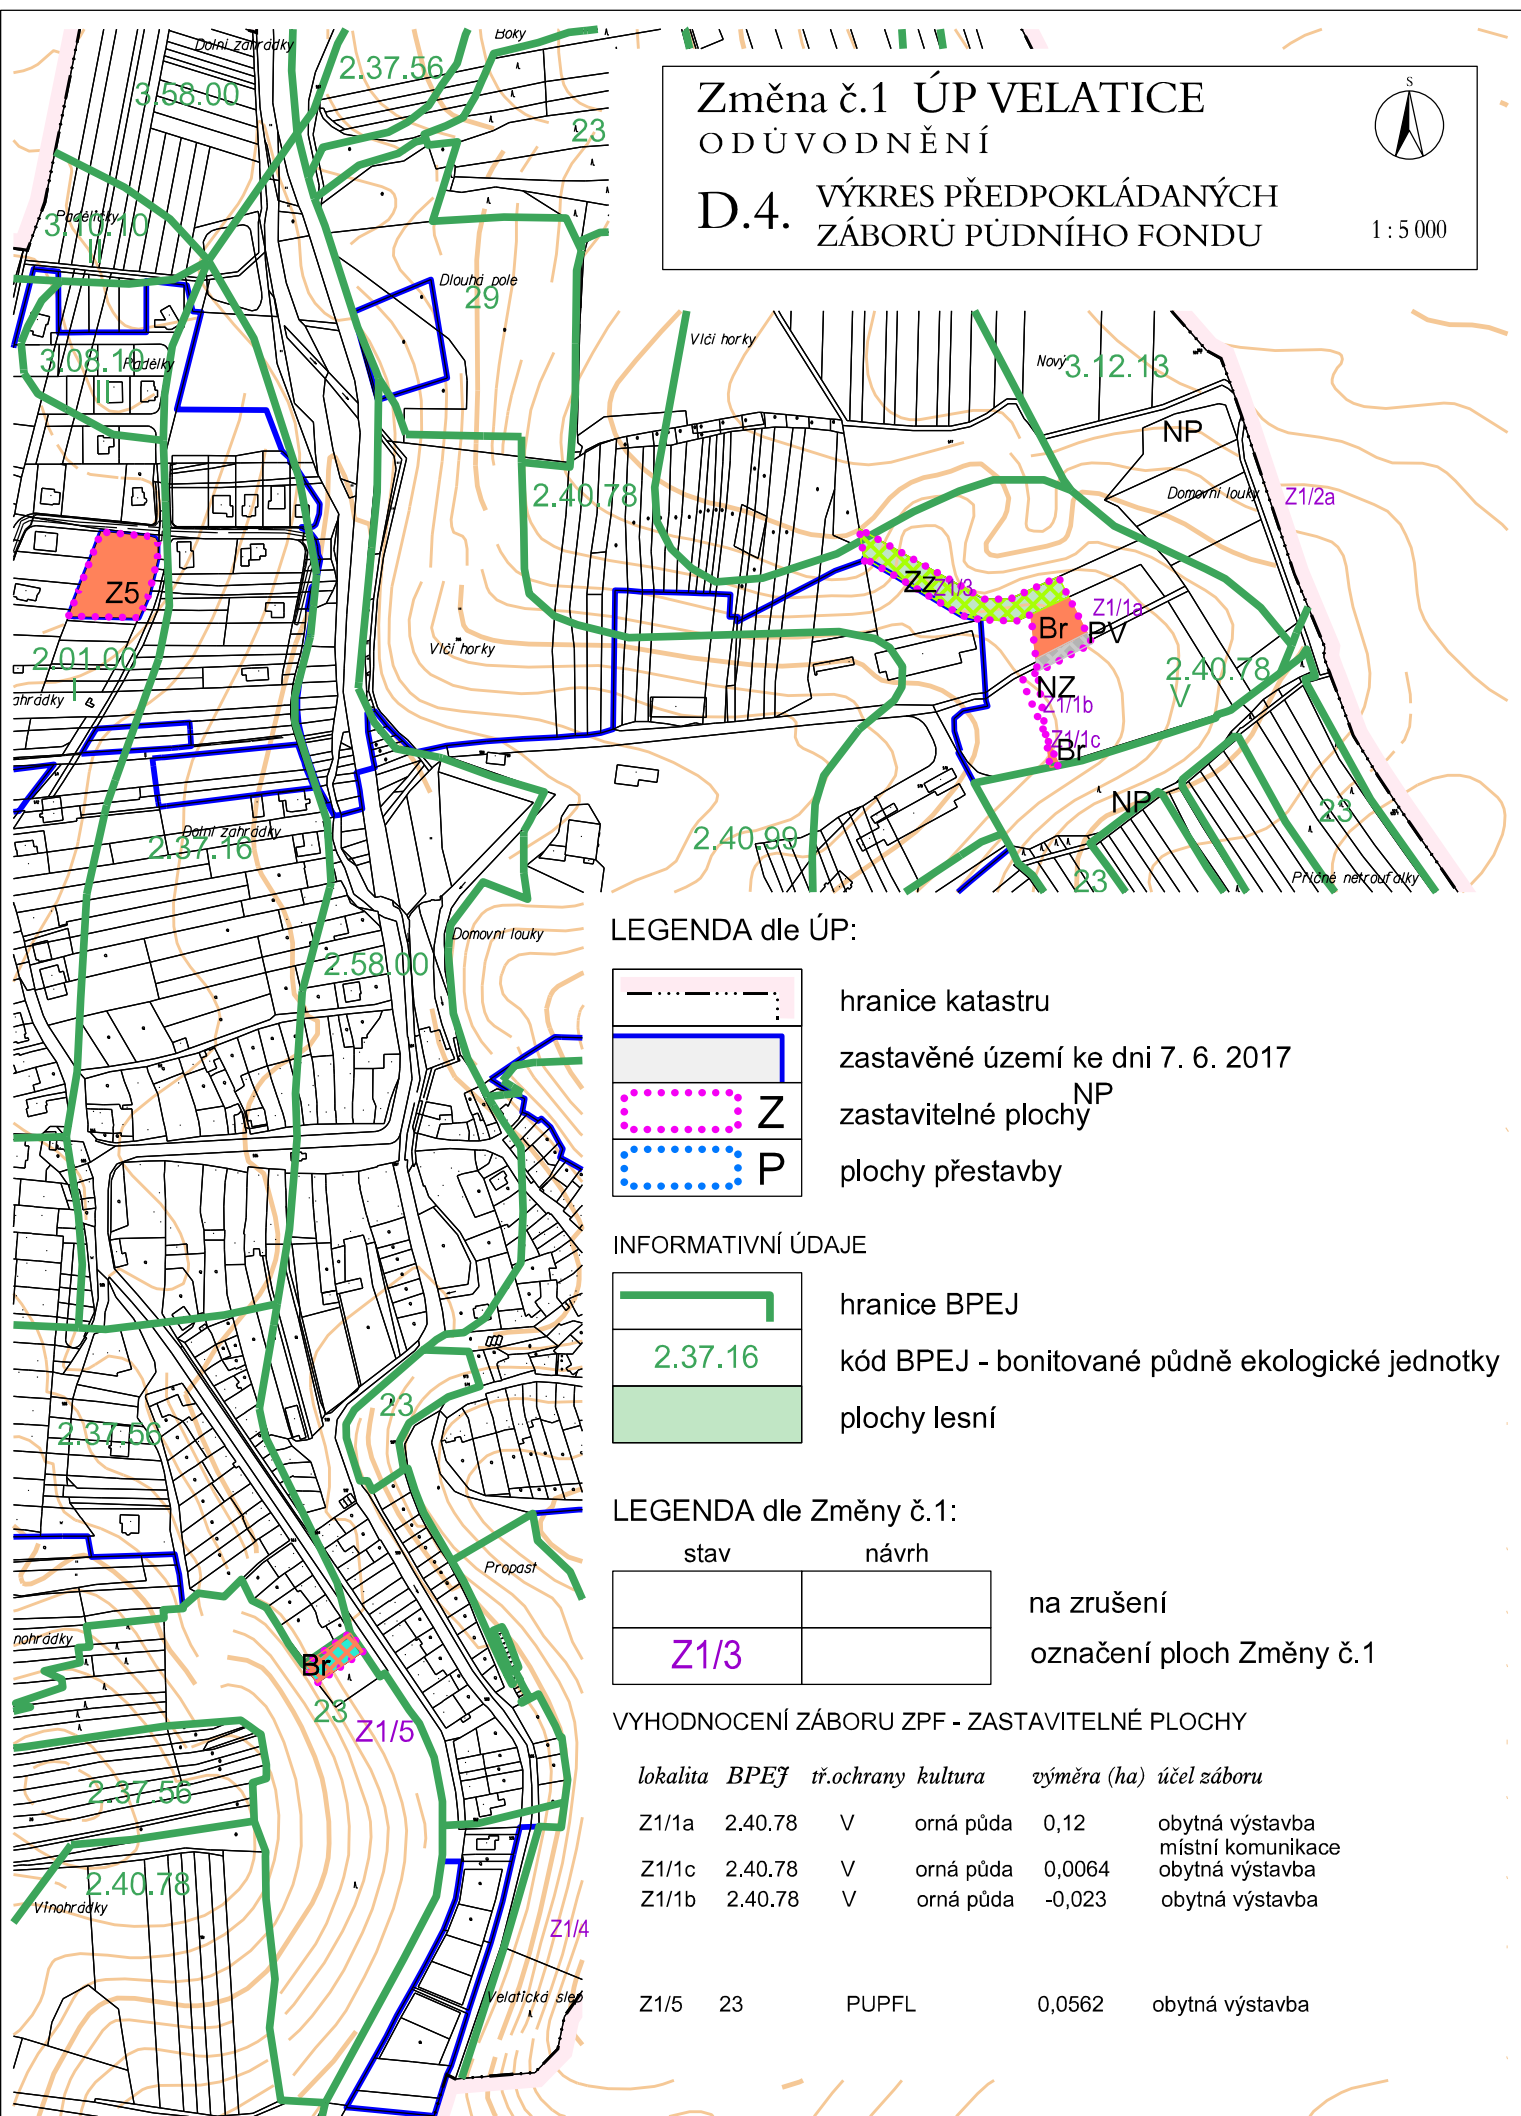 Změna č.1 ÚP VELATICE
ODŮVODNĚNÍ
D.4. VÝKRES PŘEDPOKLÁDANÝCH
ZÁBORŮ PŮDNÍHO FONDU
1 : 5 000
S
Dolní zahrádky
3.58.00
2.37.56
Boky
23
Padělíčky
3.10.10
II
Dlouhá pole
29
3.08.10
Padělky
II
Vlčí horky
Nový
3.12.13
NP
Domovní louky
Z1/2a
2.40.78
Z5
Zz
Z1/3
Z1/1a
Br
PV
2.01.00
I
ahrádky
Vlčí horky
2.40.78
V
NZ
Z1/1b
Z1/1c
Br
NP
23
Dolní zahrádky
2.37.16
2.40.99
23
Příčné netroufalky
Domovní louky
2.58.00
LEGENDA dle ÚP:
hranice katastru
zastavěné území ke dni 7. 6. 2017
NP
Z zastavitelné plochy
P plochy přestavby
INFORMATIVNÍ ÚDAJE
hranice BPEJ
2.37.16 kód BPEJ - bonitované půdně ekologické jednotky
plochy lesní
23
2.37.56
Propast
nohrádky
Br
23
Z1/5
2.37.56
2.40.78
Vinohrádky
Z1/4
Velatická slep
LEGENDA dle Změny č.1:
stav návrh
na zrušení
Z1/3 označení ploch Změny č.1
VYHODNOCENÍ ZÁBORU ZPF - ZASTAVITELNÉ PLOCHY
lokalita BPEJ tř.ochrany kultura výměra (ha) účel záboru
Z1/1a 2.40.78 V orná půda 0,12 obytná výstavba
místní komunikace
Z1/1c 2.40.78 V orná půda 0,0064 obytná výstavba
Z1/1b 2.40.78 V orná půda -0,023 obytná výstavba
Z1/5 23 PUPFL 0,0562 obytná výstavba